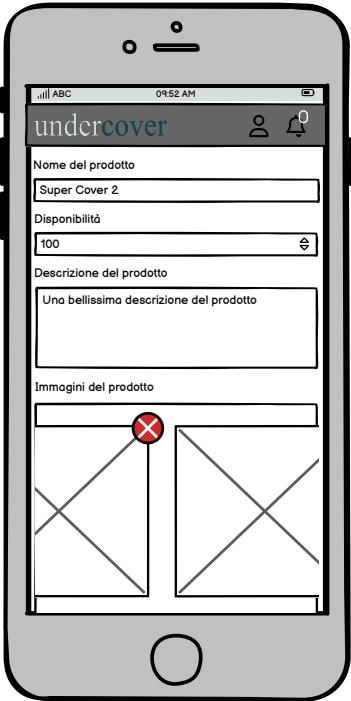 ABC 09:52 AM
undercover
0
Nome del prodotto
Super Cover 2
Disponibilità
100
Descrizione del prodotto
Una bellissima descrizione del prodotto
Immagini del prodotto